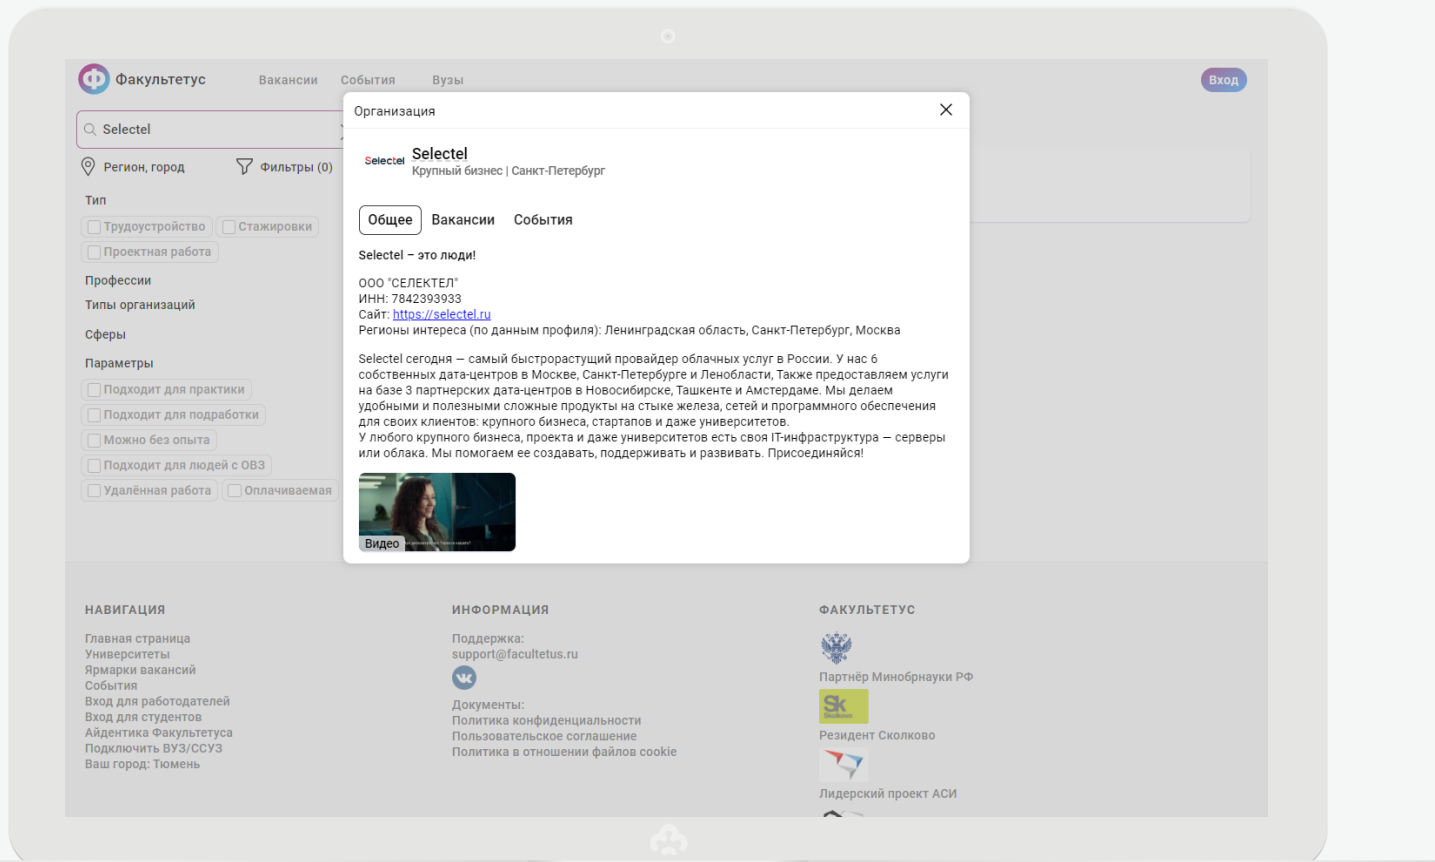 Факультетус
Вакансии
События
Вузы
Вход
Selectel
Регион, город
Фильтры (0)
Тип
Трудоустройство
Стажировки
Проектная работа
Профессии
Типы организаций
Сферы
Параметры
Подходит для практики
Подходит для подработки
Можно без опыта
Подходит для людей с ОВЗ
Удалённая работа
Оплачиваемая
Организация
Selectel
Selectel
Крупный бизнес | Санкт-Петербург
Общее
Вакансии
События
Selectel – это люди!
ООО "СЕЛЕКТЕЛ"
ИНН: 7842393933
Сайт: https://selectel.ru
Регионы интереса (по данным профиля): Ленинградская область, Санкт-Петербург, Москва
Selectel сегодня — самый быстрорастущий провайдер облачных услуг в России. У нас 6
собственных дата-центров в Москве, Санкт-Петербурге и Ленобласти, Также предоставляем услуги
на базе 3 партнерских дата-центров в Новосибирске, Ташкенте и Амстердаме. Мы делаем
удобными и полезными сложные продукты на стыке железа, сетей и программного обеспечения
для своих клиентов: крупного бизнеса, стартапов и даже университетов.
У любого крупного бизнеса, проекта и даже университетов есть своя IT-инфраструктура — серверы
или облака. Мы помогаем ее создавать, поддерживать и развивать. Присоединяйся!
Видео
НАВИГАЦИЯ
Главная страница
Университеты
Ярмарки вакансий
События
Вход для работодателей
Вход для студентов
Айдентика Факультетуса
Подключить ВУЗ/ССУЗ
Ваш город: Тюмень
ИНФОРМАЦИЯ
Поддержка:
support@facultetus.ru
Документы:
Политика конфиденциальности
Пользовательское соглашение
Политика в отношении файлов cookie
ФАКУЛЬТЕТУС
Партнёр Минобрнауки РФ
Sk
Резидент Сколково
Лидерский проект АСИ